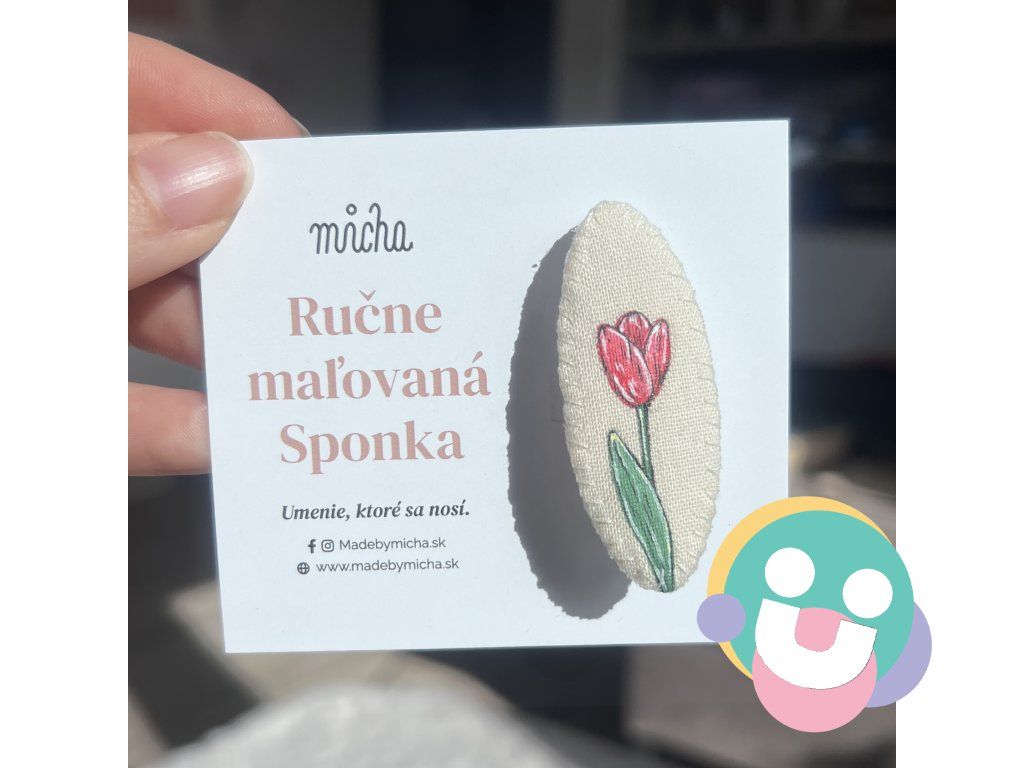 micha
Ručne
maľovaná
Sponka
Umenie, ktoré sa nosí.
Madebymicha.sk
www.madebymicha.sk